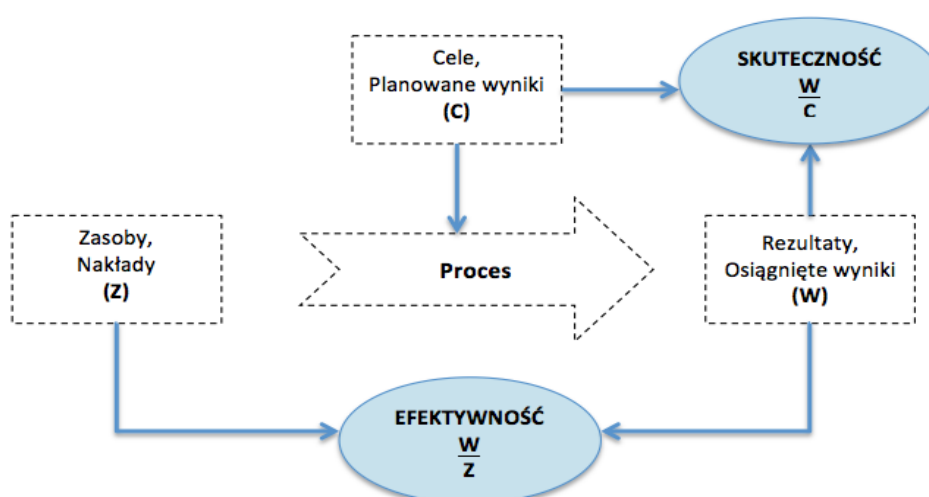 Cele,
Planowane wyniki
(C)
SKUTECZNOŚĆ
W
C
Zasoby,
Nakłady
(Z)
Proces
Rezultaty,
Osiągnięte wyniki
(W)
EFEKTYWNOŚĆ
W
Z